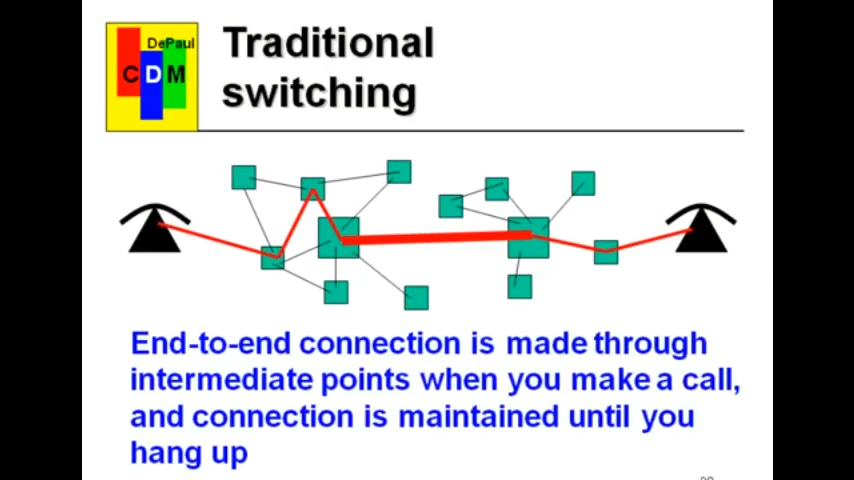 DePaul
CDM
Traditional
switching
End-to-end connection is made through
intermediate points when you make a call,
and connection is maintained until you
hang up